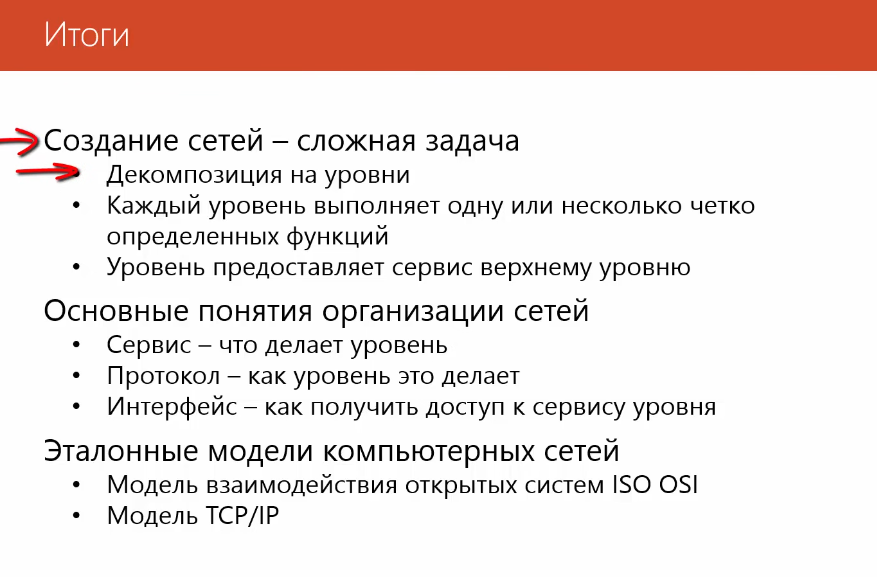 Итоги
Создание сетей – сложная задача
• Декомпозиция на уровни
• Каждый уровень выполняет одну или несколько четко
определенных функций
• Уровень предоставляет сервис верхнему уровню
Основные понятия организации сетей
• Сервис – что делает уровень
• Протокол – как уровень это делает
• Интерфейс – как получить доступ к сервису уровня
Эталонные модели компьютерных сетей
• Модель взаимодействия открытых систем ISO OSI
• Модель TCP/IP